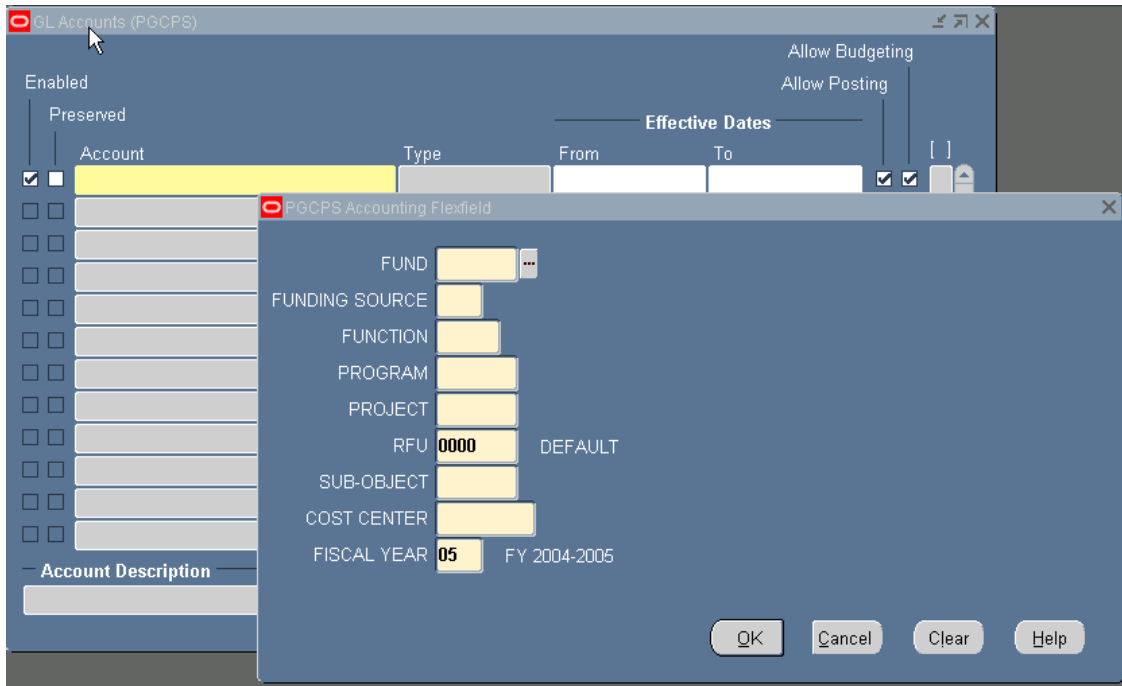 GL Accounts (PGCPS)
Allow Budgeting
Enabled
Allow Posting
Preserved
Effective Dates
Account Type From To [ ]
PGCPS Accounting Flexfield
FUND ...
FUNDING SOURCE
FUNCTION
PROGRAM
PROJECT
RFU 0000 DEFAULT
SUB-OBJECT
COST CENTER
FISCAL YEAR 05 FY 2004-2005
Account Description
OK Cancel Clear Help